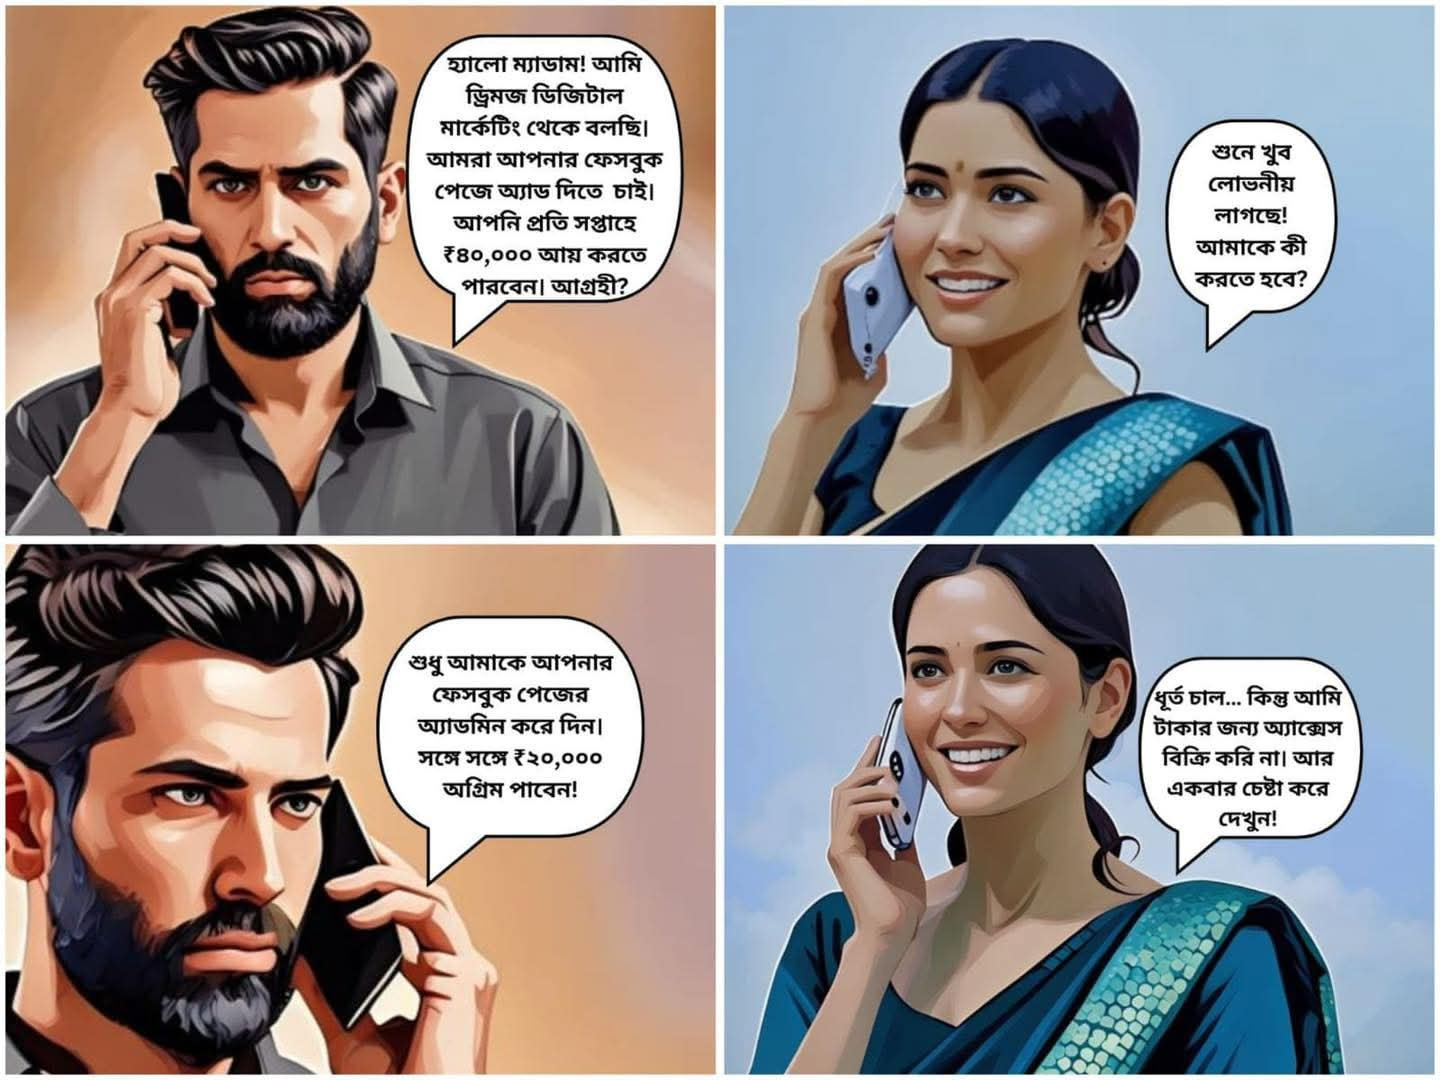 হ্যালো ম্যাডাম! আমি
ড্রিমজ ডিজিটাল
মার্কেটিং থেকে বলছি।
আমরা আপনার ফেসবুক
পেজে অ্যাড দিতে চাই।
আপনি প্রতি সপ্তাহে
₹৪০,০০০ আয় করতে
পারবেন। আগ্রহী?
শুনে খুব
লোভনীয়
লাগছে!
আমাকে কী
করতে হবে?
শুধু আমাকে আপনার
ফেসবুক পেজের
অ্যাডমিন করে দিন।
সঙ্গে সঙ্গে ₹২০,০০০
অগ্রিম পাবেন!
ধূর্ত চাল... কিন্তু আমি
টাকার জন্য অ্যাক্সেস
বিক্রি করি না। আর
একবার চেষ্টা করে
দেখুন!